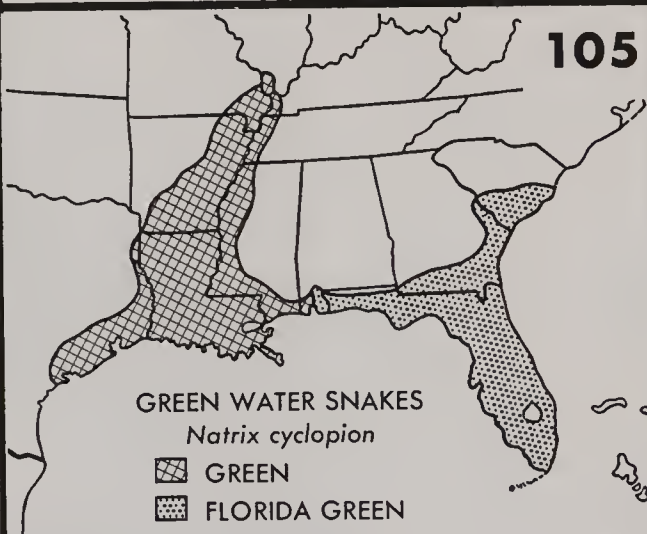 105
GREEN WATER SNAKES
Natrix cyclopion
GREEN
FLORIDA GREEN